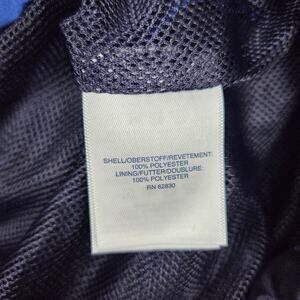 SHELL/OBERSTOFF/REVETEMENT:
100% POLYESTER
LINING/FUTTER/DOUBLURE:
100% POLYESTER
RN 62830